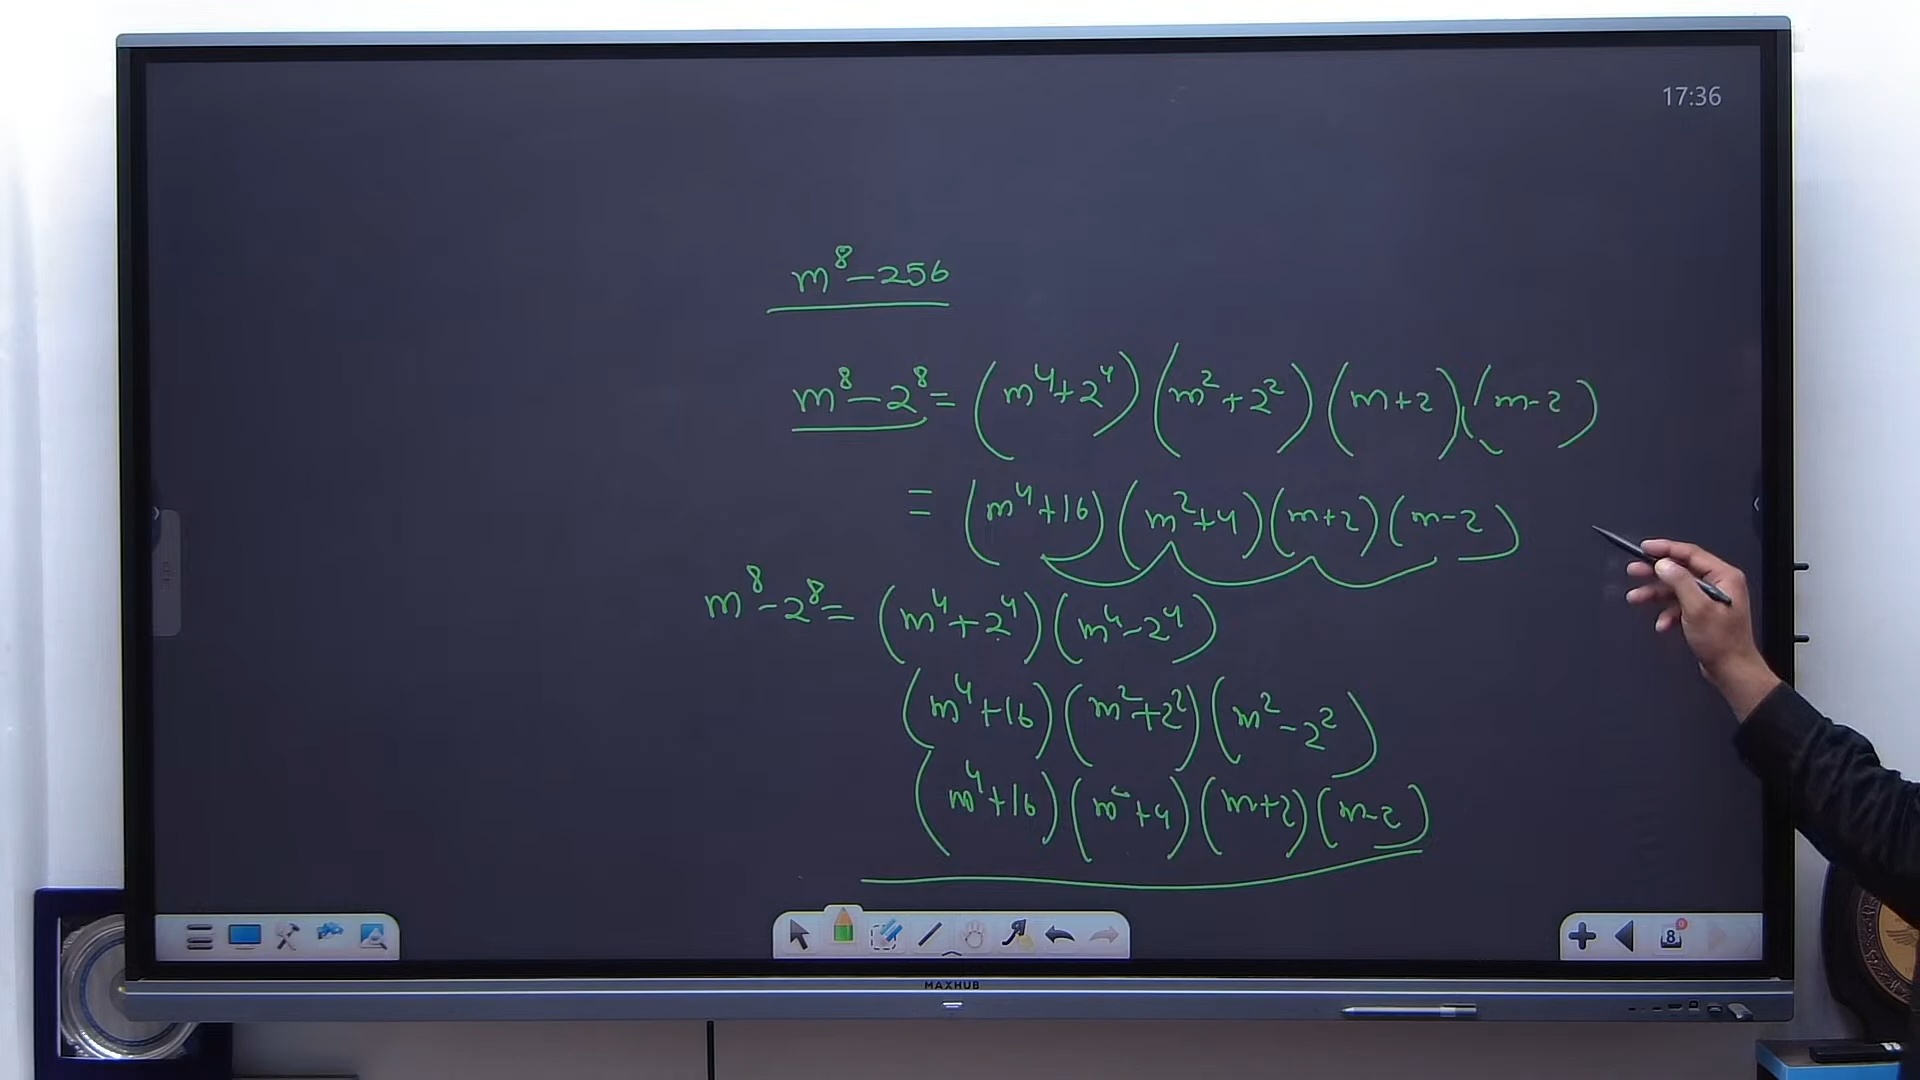 17:36
m⁸-256
m⁸-2⁸= (m⁴+2⁴) (m²+2²) (m+2) (m-2)
= (m⁴+16) (m²+4) (m+2) (m-2)
m⁸-2⁸= (m⁴+2⁴) (m⁴-2⁴)
(m⁴+16) (m²+2²) (m²-2²)
(m⁴+16) (m²+4) (m+2) (m-2)
8
MAXHUB